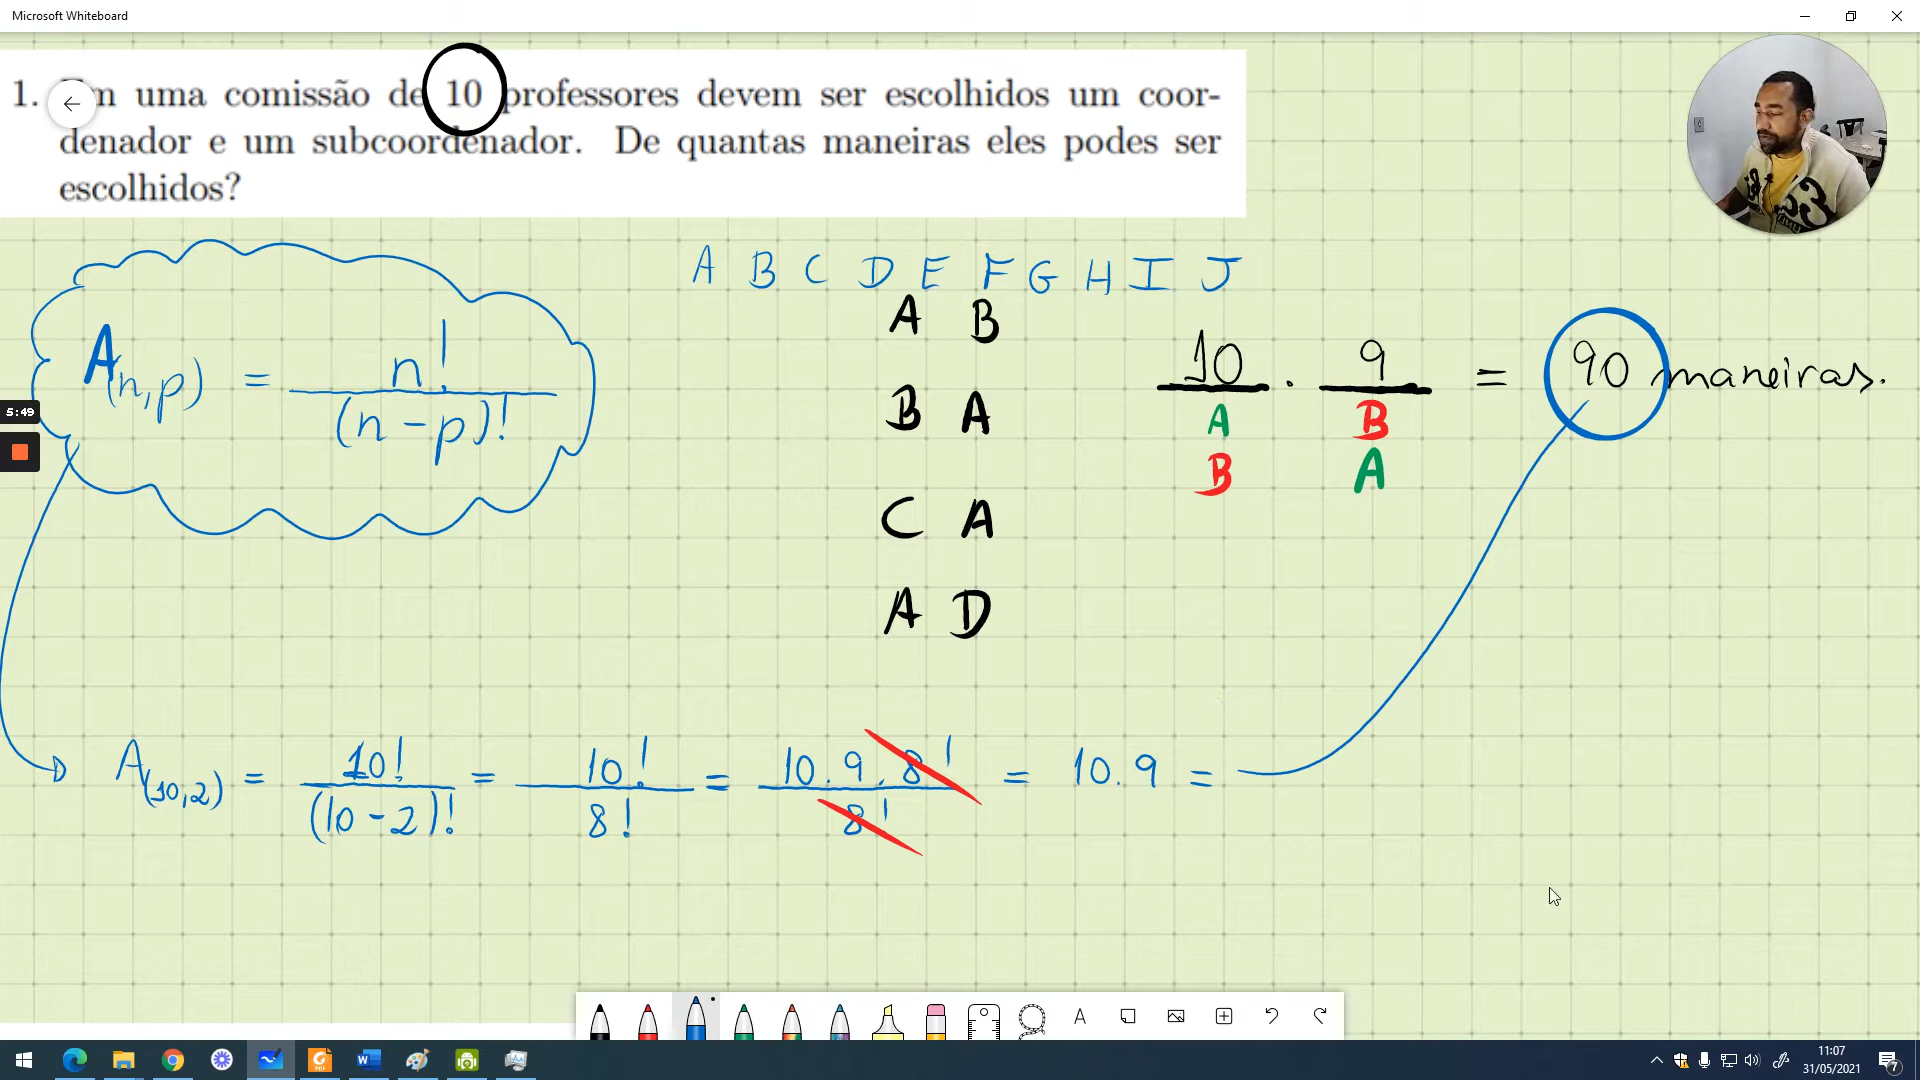 Microsoft Whiteboard
1. m uma comissão de 10 professores devem ser escolhidos um coor-
denador e um subcoordenador. De quantas maneiras eles podes ser
escolhidos?
A B C D E F G H I J
A B
B A
C A
A D
A(n,p) = n! / (n-p)!
10 . 9 = 90 maneiras.
A B
B A
5:49
A(10,2) = 10! / (10-2)! = 10! / 8! = 10.9.8! / 8! = 10.9 =
A
W
11:07
31/05/2021
7